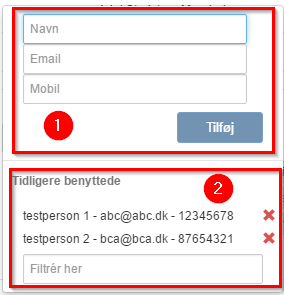 Navn
Email
Mobil
1
Tilføj
Tidligere benyttede
2
testperson 1 - abc@abc.dk - 12345678
testperson 2 - bca@bca.dk - 87654321
Filtrér her